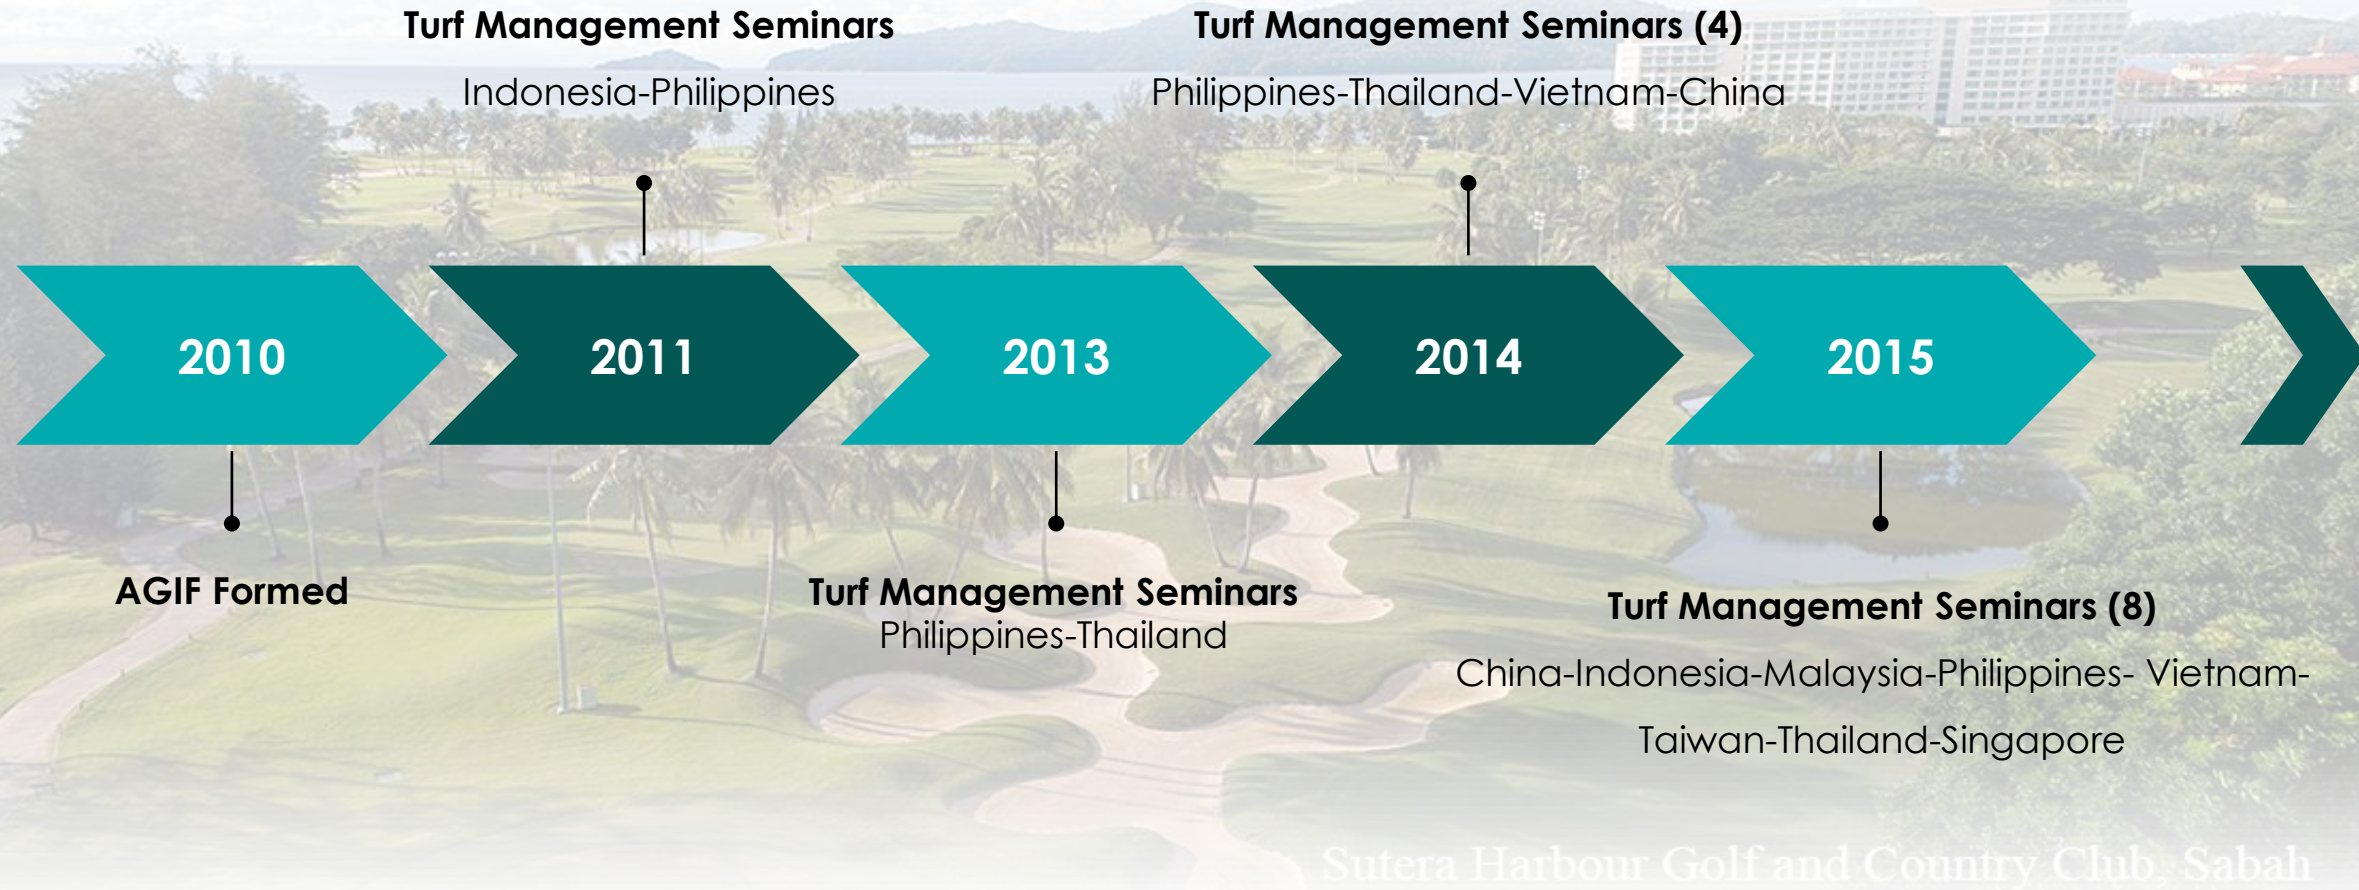 Turf Management Seminars
Indonesia-Philippines
Turf Management Seminars (4)
Philippines-Thailand-Vietnam-China
2010
2011
2013
2014
2015
AGIF Formed
Turf Management Seminars
Philippines-Thailand
Turf Management Seminars (8)
China-Indonesia-Malaysia-Philippines- Vietnam-
Taiwan-Thailand-Singapore
Sutera Harbour Golf and Country Club, Sabah